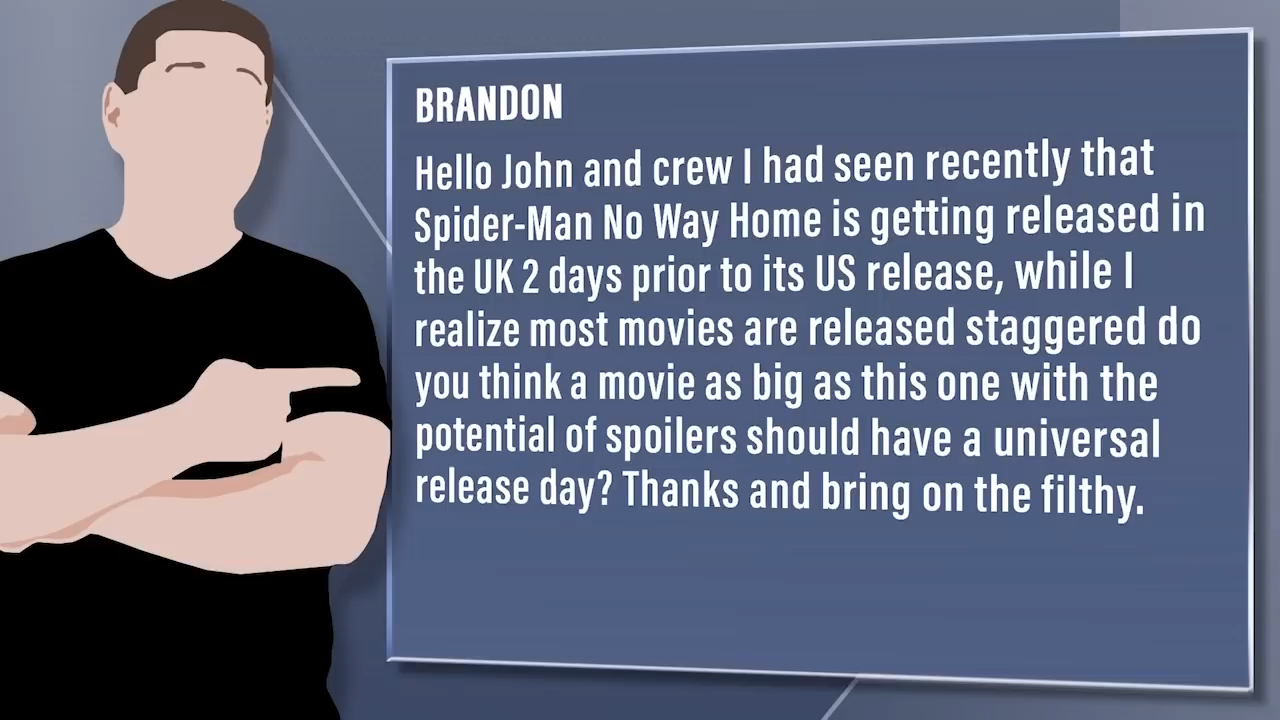 BRANDON
Hello John and crew I had seen recently that
Spider-Man No Way Home is getting released in
the UK 2 days prior to its US release, while I
realize most movies are released staggered do
you think a movie as big as this one with the
potential of spoilers should have a universal
release day? Thanks and bring on the filthy.